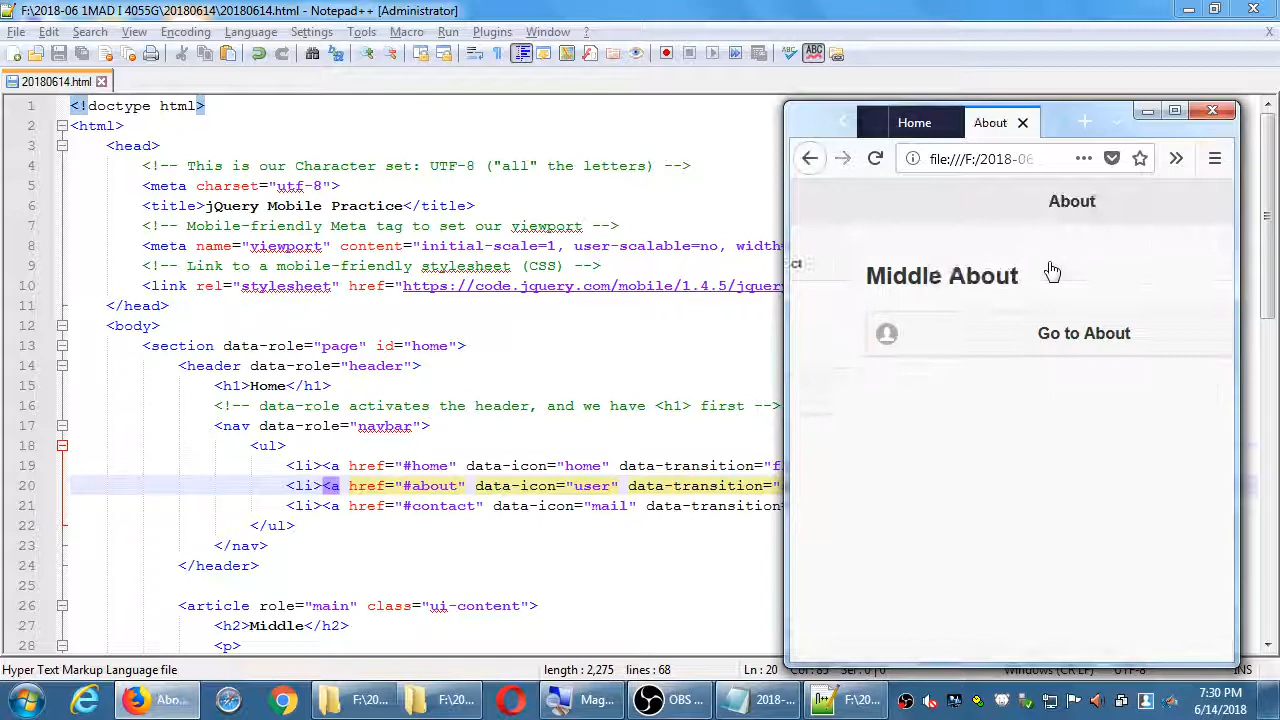 F:\2018-06 1MAD I 4055G\20180614\20180614.html - Notepad++ [Administrator]
File Edit Search View Encoding Language Settings Tools Macro Run Plugins Window ?
20180614.html
1 <!doctype html>
2 <html>
3 <head>
4 <!-- This is our Character set: UTF-8 ("all" the letters) -->
5 <meta charset="utf-8">
6 <title>jQuery Mobile Practice</title>
7 <!-- Mobile-friendly Meta tag to set our viewport -->
8 <meta name="viewport" content="initial-scale=1, user-scalable=no, width
9 <!-- Link to a mobile-friendly stylesheet (CSS) -->
10 <link rel="stylesheet" href="https://code.jquery.com/mobile/1.4.5/jquer
11 </head>
12 <body>
13 <section data-role="page" id="home">
14 <header data-role="header">
15 <h1>Home</h1>
16 <!-- data-role activates the header, and we have <h1> first -->
17 <nav data-role="navbar">
18 <ul>
19 <li><a href="#home" data-icon="home" data-transition="f
20 <li><a href="#about" data-icon="user" data-transition="
21 <li><a href="#contact" data-icon="mail" data-transition
22 </ul>
23 </nav>
24 </header>
25
26 <article role="main" class="ui-content">
27 <h2>Middle</h2>
28 <p>
Home
About
file:///F:/2018-06
About
Middle About
Go to About
Hyper Text Markup Language file
length : 2,275 lines : 68
Ln : 20
INS
Abo...
F:\20...
F:\20...
Mag...
OBS ...
2018-...
F:\20...
7:30 PM
6/14/2018